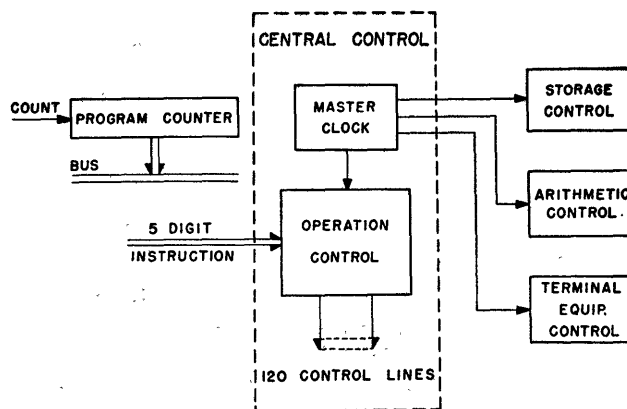 CENTRAL CONTROL
COUNT
PROGRAM COUNTER
BUS
MASTER
CLOCK
STORAGE
CONTROL
5 DIGIT
INSTRUCTION
OPERATION
CONTROL
ARITHMETIC
CONTROL
TERMINAL
EQUIP.
CONTROL
120 CONTROL LINES